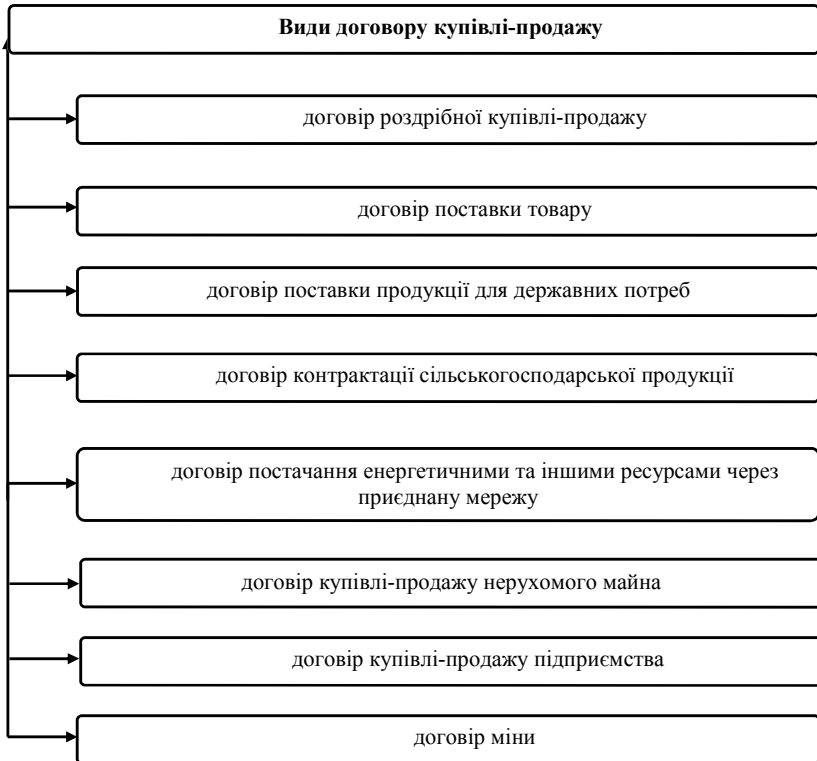 Види договору купівлі-продажу
договір роздрібної купівлі-продажу
договір поставки товару
договір поставки продукції для державних потреб
договір контрактації сільськогосподарської продукції
договір постачання енергетичними та іншими ресурсами через
приєднану мережу
договір купівлі-продажу нерухомого майна
договір купівлі-продажу підприємства
договір міни